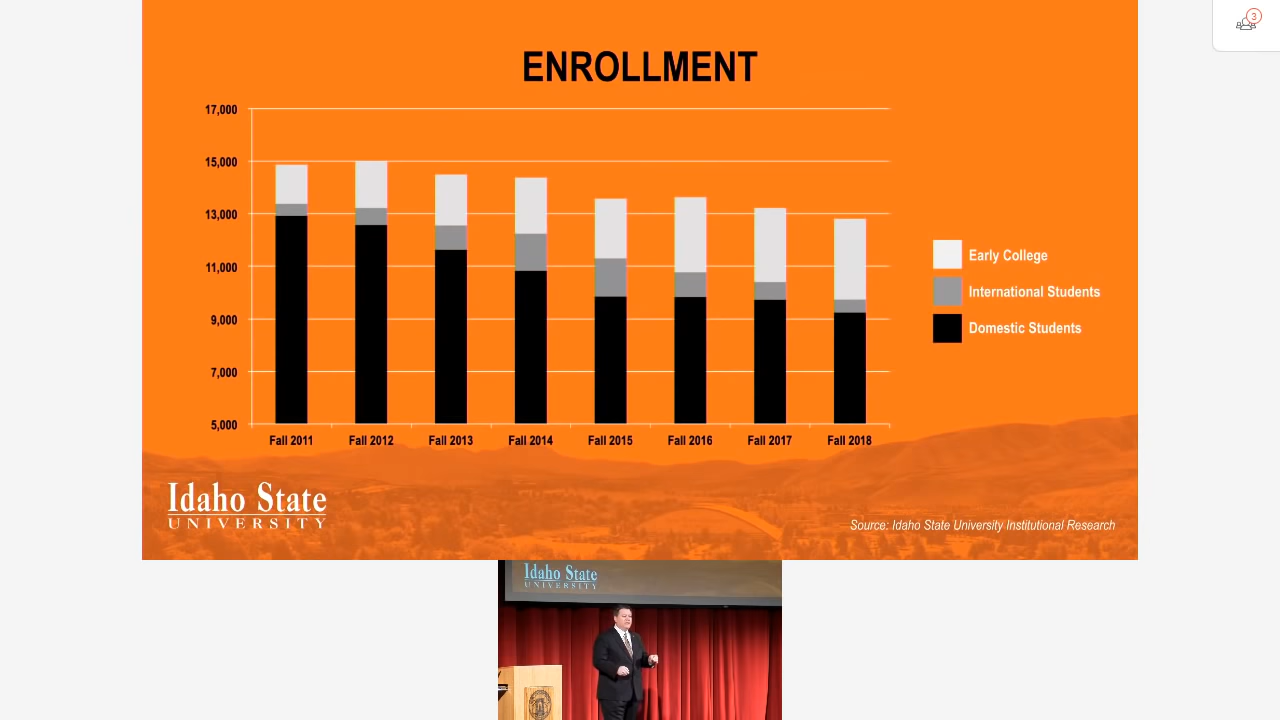 3
ENROLLMENT
17,000
15,000
13,000
11,000
9,000
7,000
5,000
Fall 2011 Fall 2012 Fall 2013 Fall 2014 Fall 2015 Fall 2016 Fall 2017 Fall 2018
Early College
International Students
Domestic Students
Idaho State
UNIVERSITY
Source: Idaho State University Institutional Research
Idaho State
UNIVERSITY